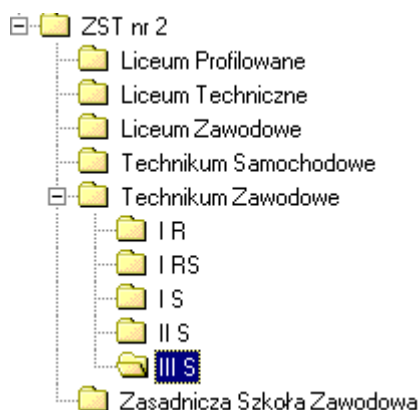 ZST nr 2
Liceum Profilowane
Liceum Techniczne
Liceum Zawodowe
Technikum Samochodowe
Technikum Zawodowe
I R
I RS
I S
II S
III S
Zasadnicza Szkoła Zawodowa